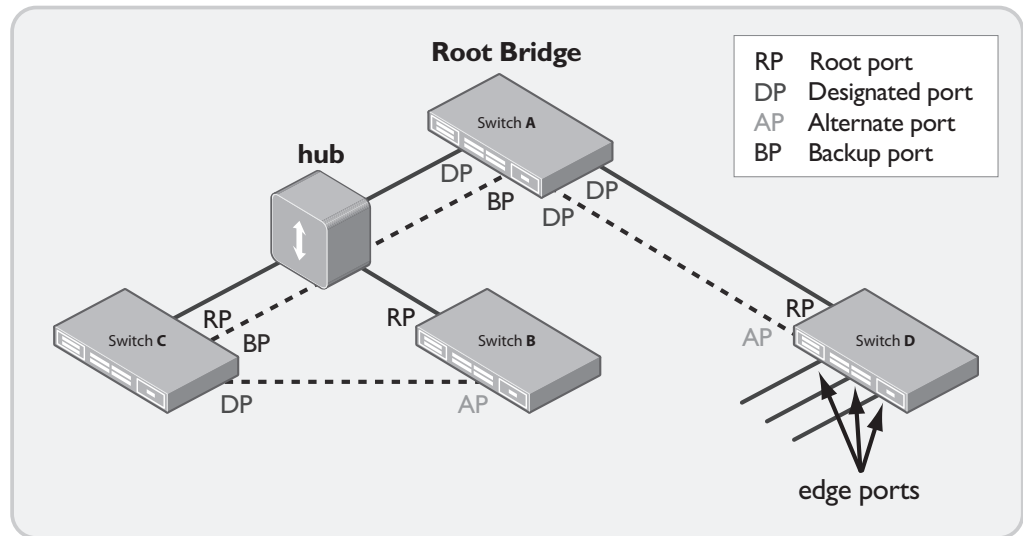 Root Bridge
RP Root port
DP Designated port
AP Alternate port
BP Backup port
Switch A
hub
DP
BP
DP
DP
RP
BP
Switch C
RP
Switch B
AP
RP
Switch D
DP
AP
edge ports